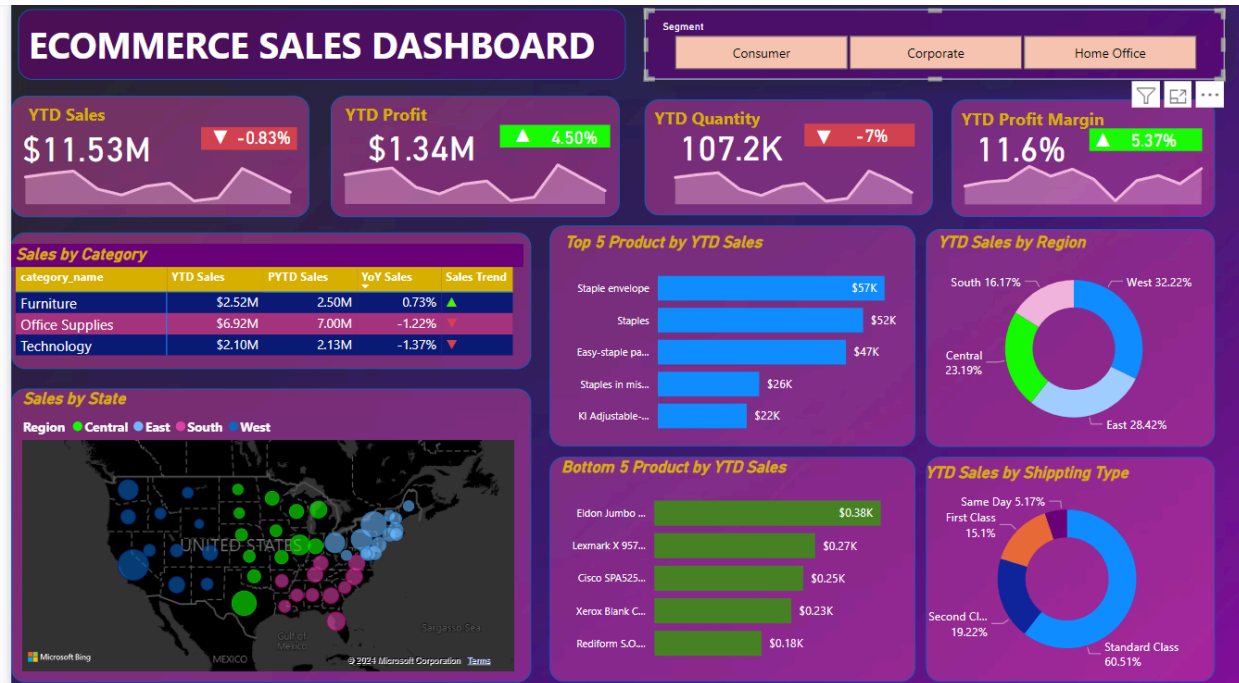 ECOMMERCE SALES DASHBOARD
Segment
Consumer
Corporate
Home Office
YTD Sales
$11.53M
-0.83%
YTD Profit
$1.34M
4.50%
YTD Quantity
107.2K
-7%
YTD Profit Margin
11.6%
5.37%
Sales by Category
category_name YTD Sales PYTD Sales YoY Sales Sales Trend
Furniture $2.52M 2.50M 0.73%
Office Supplies $6.92M 7.00M -1.22%
Technology $2.10M 2.13M -1.37%
Sales by State
Region Central East South West
UNITED STATES
Gulf of
Mexico
Sargasso Sea
MEXICO
Microsoft Bing
© 2024 Microsoft Corporation Terms
Top 5 Product by YTD Sales
Staple envelope $57K
Staples $52K
Easy-staple pa... $47K
Staples in mis... $26K
KI Adjustable-... $22K
Bottom 5 Product by YTD Sales
Eldon Jumbo ... $0.38K
Lexmark X 957... $0.27K
Cisco SPA525... $0.25K
Xerox Blank C... $0.23K
Rediform S.O.... $0.18K
YTD Sales by Region
South 16.17%
West 32.22%
Central
23.19%
East 28.42%
YTD Sales by Shippting Type
Same Day 5.17%
First Class
15.1%
Second Cl...
19.22%
Standard Class
60.51%